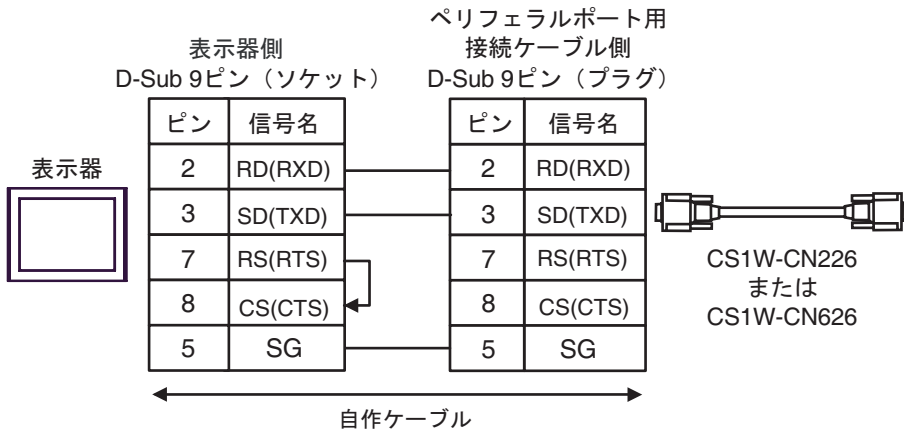 表示器側
D-Sub 9ピン（ソケット）
ペリフェラルポート用
接続ケーブル側
D-Sub 9ピン（プラグ）
表示器
ピン 信号名
2 RD(RXD)
3 SD(TXD)
7 RS(RTS)
8 CS(CTS)
5 SG
ピン 信号名
2 RD(RXD)
3 SD(TXD)
7 RS(RTS)
8 CS(CTS)
5 SG
CS1W-CN226
または
CS1W-CN626
自作ケーブル